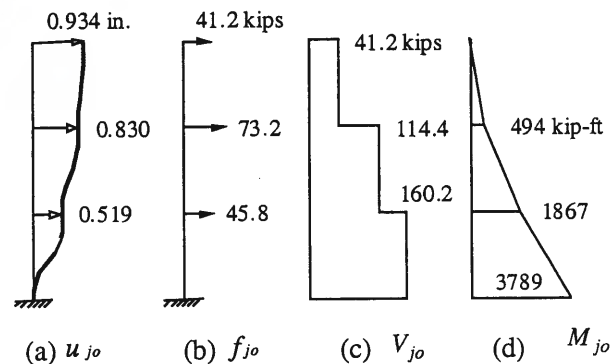 0.934 in.
0.830
0.519
(a) u jo
41.2 kips
73.2
45.8
(b) f jo
41.2 kips
114.4
160.2
(c) V jo
494 kip-ft
1867
3789
(d) M jo